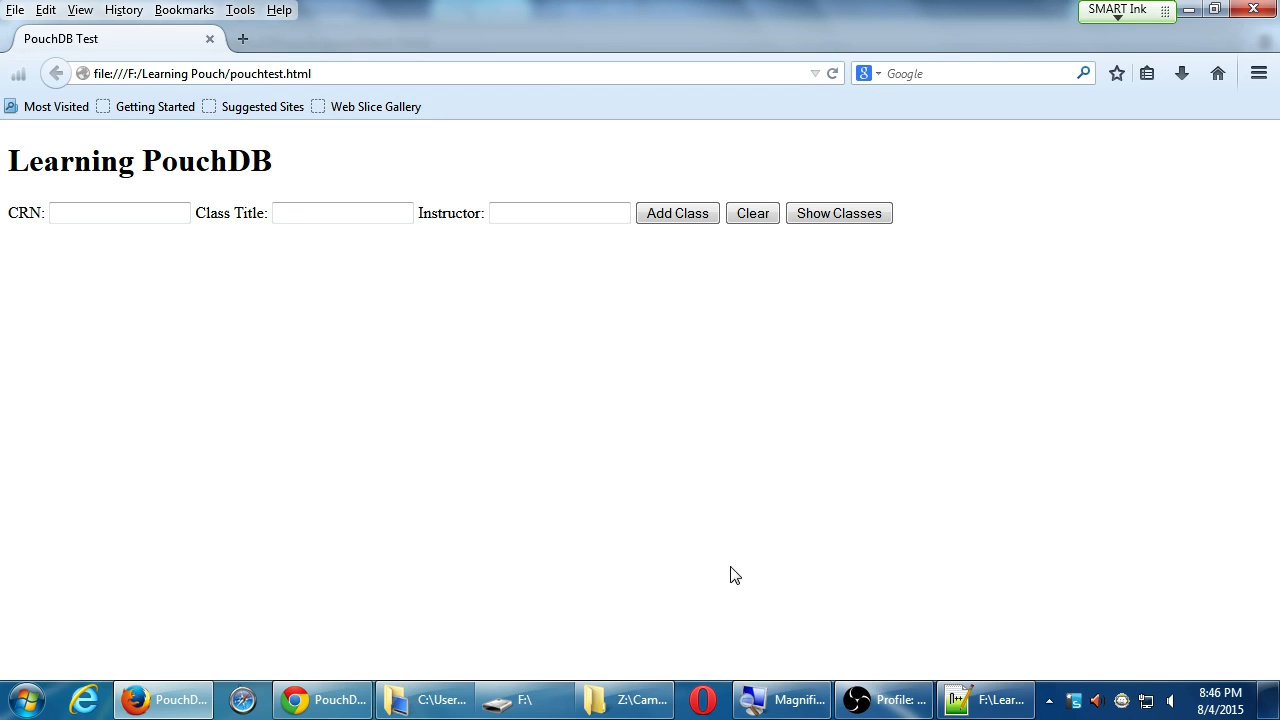 File Edit View History Bookmarks Tools Help SMART Ink
PouchDB Test
file:///F:/Learning Pouch/pouchtest.html Google
Most Visited Getting Started Suggested Sites Web Slice Gallery
Learning PouchDB
CRN: Class Title: Instructor: Add Class Clear Show Classes
PouchD... PouchD... C:\User... F:\ Z:\Cam... Magnifi... Profile: ... F:\Lear... 8:46 PM
8/4/2015